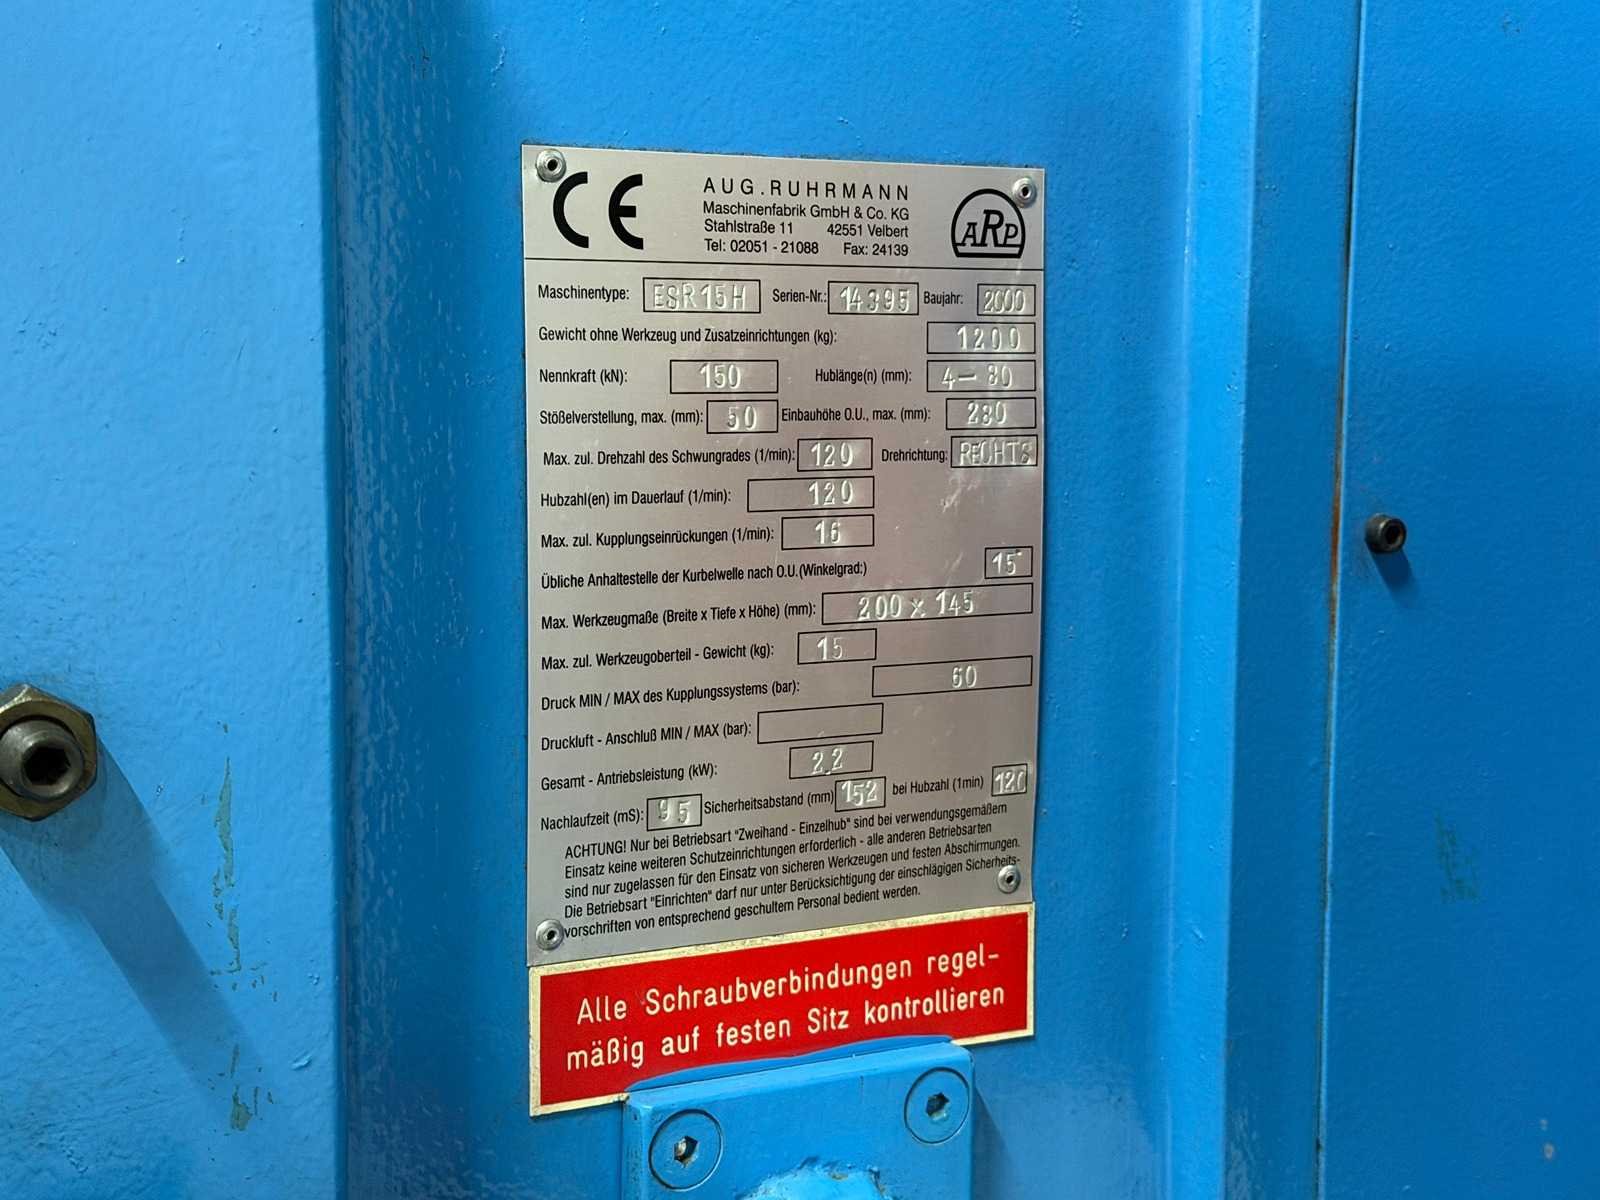 CE
AUG. RUHRMANN
Maschinenfabrik GmbH & Co. KG
Stahlstraße 11 42551 Velbert
Tel: 02051 - 21088 Fax: 24139
ARP
Maschinentype: ESR15H Serien-Nr.: 14395 Baujahr: 2000
Gewicht ohne Werkzeug und Zusatzeinrichtungen (kg): 1200
Nennkraft (kN): 150 Hublänge(n) (mm): 4-80
Stößelverstellung, max. (mm): 50 Einbauhöhe O.U., max. (mm): 280
Max. zul. Drehzahl des Schwungrades (1/min): 120 Drehrichtung: RECHTS
Hubzahl(en) im Dauerlauf (1/min): 120
Max. zul. Kupplungseinrückungen (1/min): 16
Übliche Anhaltestelle der Kurbelwelle nach O.U.(Winkelgrad:) 15°
Max. Werkzeugmaße (Breite x Tiefe x Höhe) (mm): 200 x 145
Max. zul. Werkzeugoberteil - Gewicht (kg): 15
Druck MIN / MAX des Kupplungssystems (bar): 60
Druckluft - Anschluß MIN / MAX (bar):
Gesamt - Antriebsleistung (kW): 2,2
Nachlaufzeit (mS): 95 Sicherheitsabstand (mm) 152 bei Hubzahl (1min) 120
ACHTUNG! Nur bei Betriebsart "Zweihand - Einzelhub" sind bei verwendungsgemäßem
Einsatz keine weiteren Schutzeinrichtungen erforderlich - alle anderen Betriebsarten
sind nur zugelassen für den Einsatz von sicheren Werkzeugen und festen Abschirmungen.
Die Betriebsart "Einrichten" darf nur unter Berücksichtigung der einschlägigen Sicherheits-
vorschriften von entsprechend geschultem Personal bedient werden.
Alle Schraubverbindungen regel-
mäßig auf festen Sitz kontrollieren